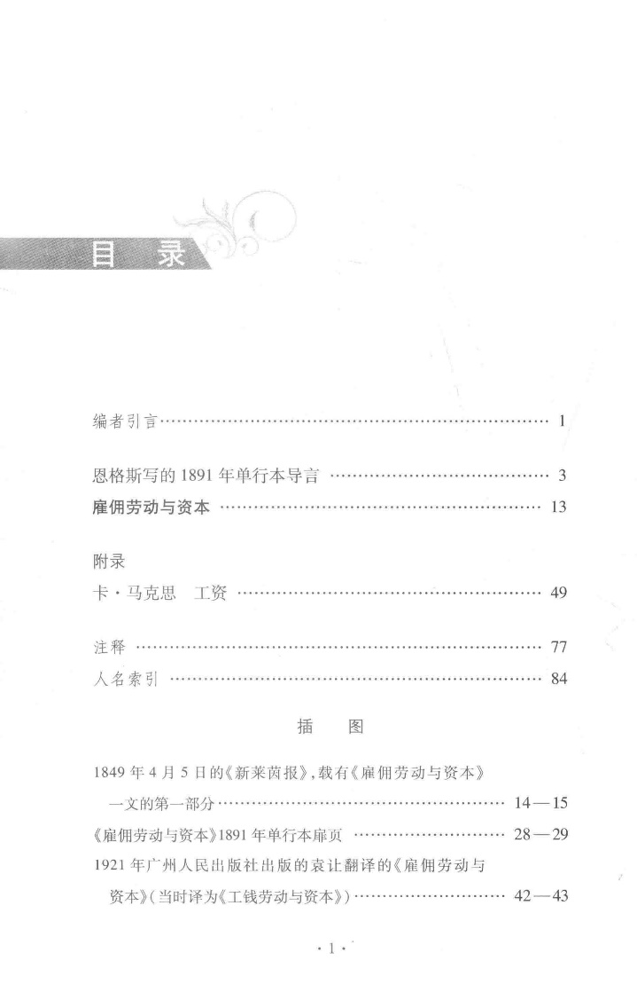 目 录
编者引言…………………………………………………………… 1
恩格斯写的 1891 年单行本导言 ………………………………… 3
雇佣劳动与资本 ………………………………………………… 13
附录
卡·马克思 工资 ……………………………………………… 49
注释 ……………………………………………………………… 77
人名索引 ………………………………………………………… 84
插 图
1849 年 4 月 5 日的《新莱茵报》,载有《雇佣劳动与资本》
一文的第一部分…………………………………………… 14—15
《雇佣劳动与资本》1891 年单行本扉页 ……………………… 28—29
1921 年广州人民出版社出版的袁让翻译的《雇佣劳动与
资本》(当时译为《工钱劳动与资本》)……………………… 42—43
· 1 ·